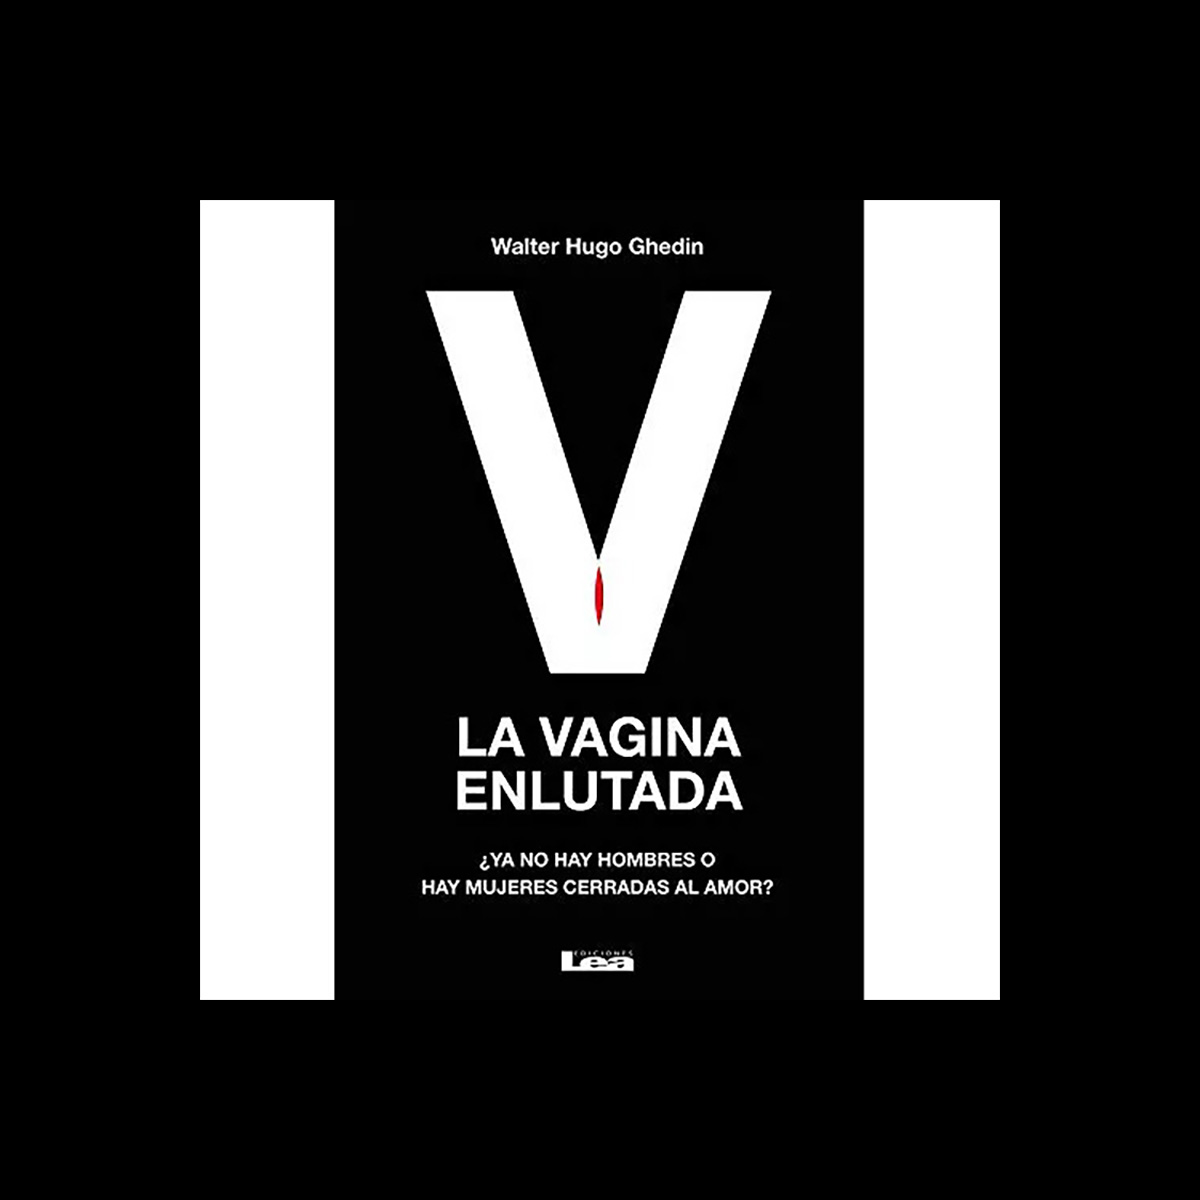 Walter Hugo Ghedin
V
LA VAGINA
ENLUTADA
¿YA NO HAY HOMBRES O
HAY MUJERES CERRADAS AL AMOR?
EDICIONES
Lea